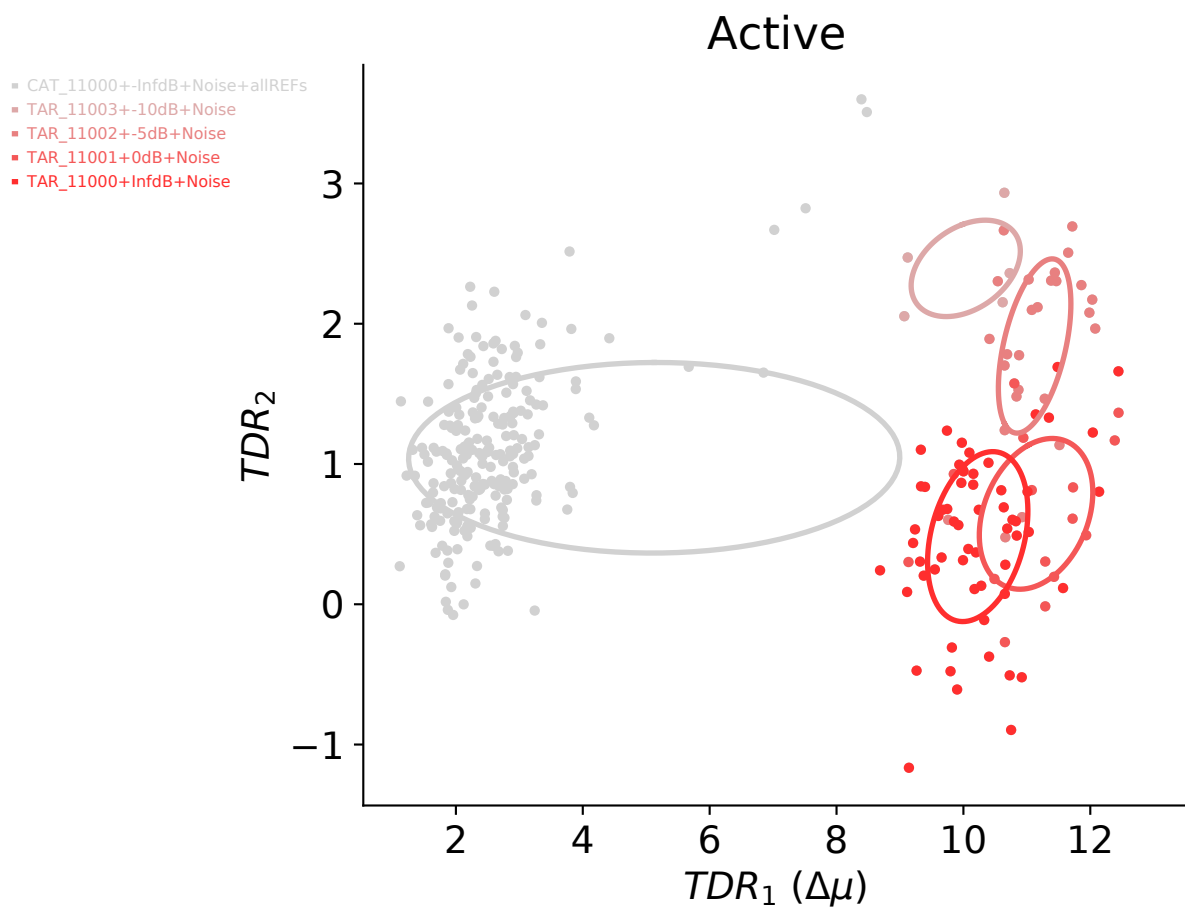 Active
CAT_11000+-InfdB+Noise+allREFs
TAR_11003+-10dB+Noise
TAR_11002+-5dB+Noise
TAR_11001+0dB+Noise
TAR_11000+InfdB+Noise
3
2
1
0
−1
TDR₂
2 4 6 8 10 12
TDR₁ (Δμ)